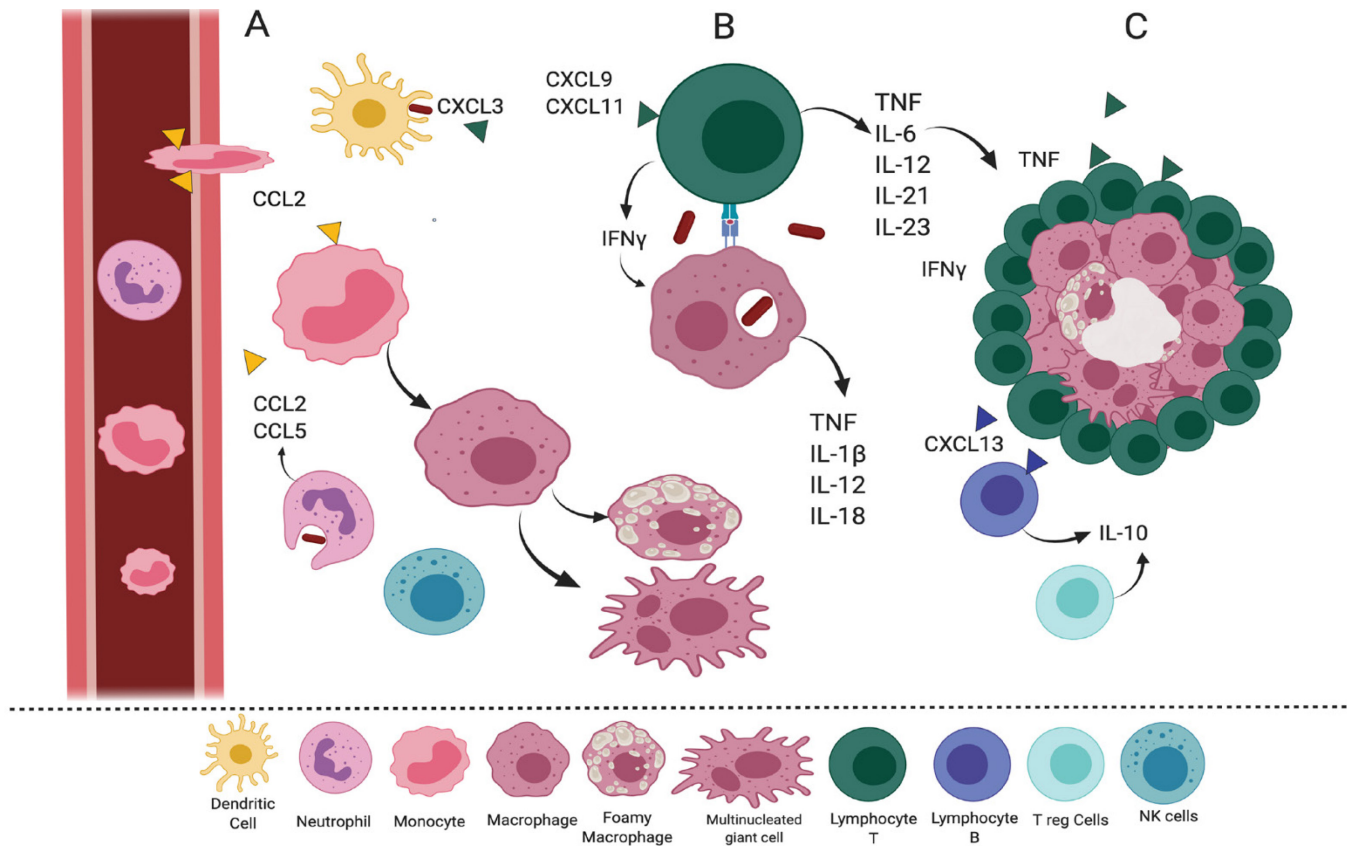 A
B
C
CXCL3
CCL2
CCL2
CCL5
CXCL9
CXCL11
IFNγ
TNF
IL-6
IL-12
IL-21
IL-23
TNF
IL-1β
IL-12
IL-18
TNF
IFNγ
CXCL13
IL-10
Dendritic
Cell
Neutrophil
Monocyte
Macrophage
Foamy
Macrophage
Multinucleated
giant cell
Lymphocyte
T
Lymphocyte
B
T reg Cells
NK cells